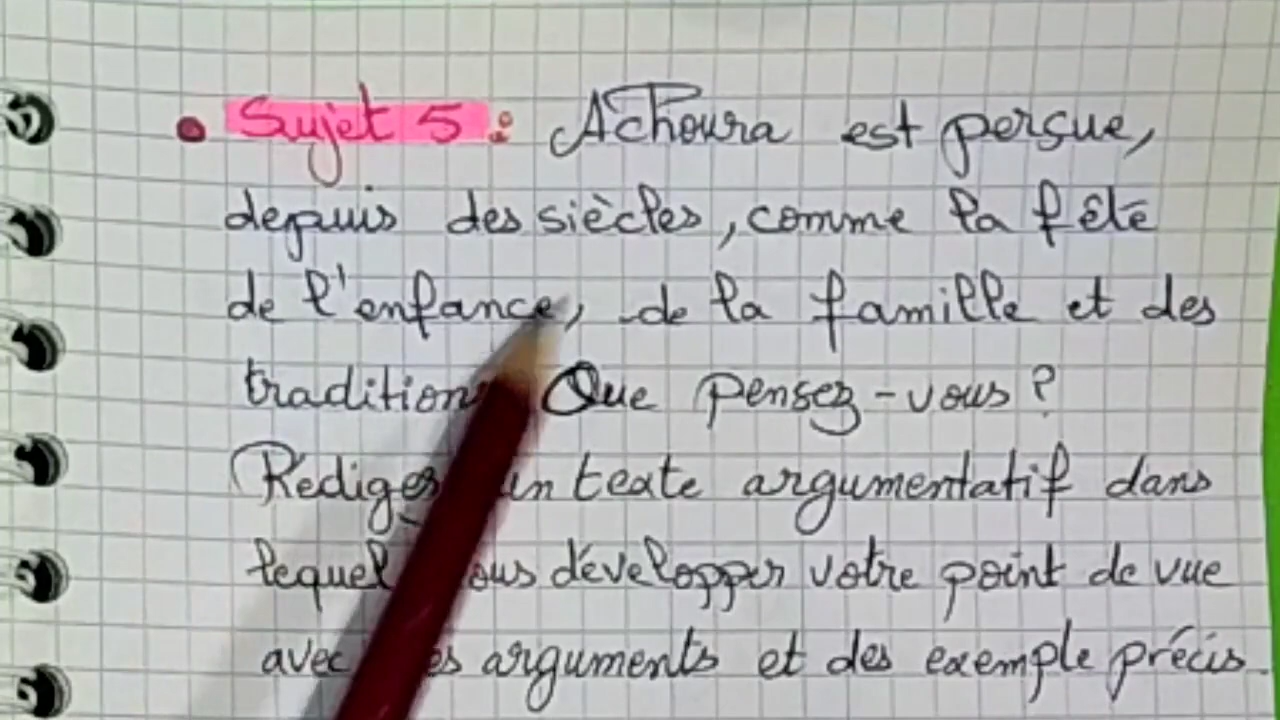 Sujet 5 : Achoura est perçue,
depuis des siècles, comme la fête
de l'enfance, de la famille et des
tradition Que pensez-vous ?
Rédiges un texte argumentatif dans
lequel vous développer votre point de vue
avec des arguments et des exemple précis.